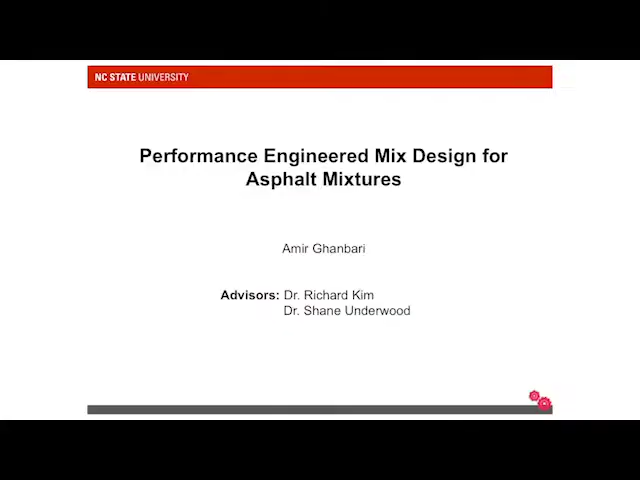 NC STATE UNIVERSITY
Performance Engineered Mix Design for
Asphalt Mixtures
Amir Ghanbari
Advisors: Dr. Richard Kim
Dr. Shane Underwood